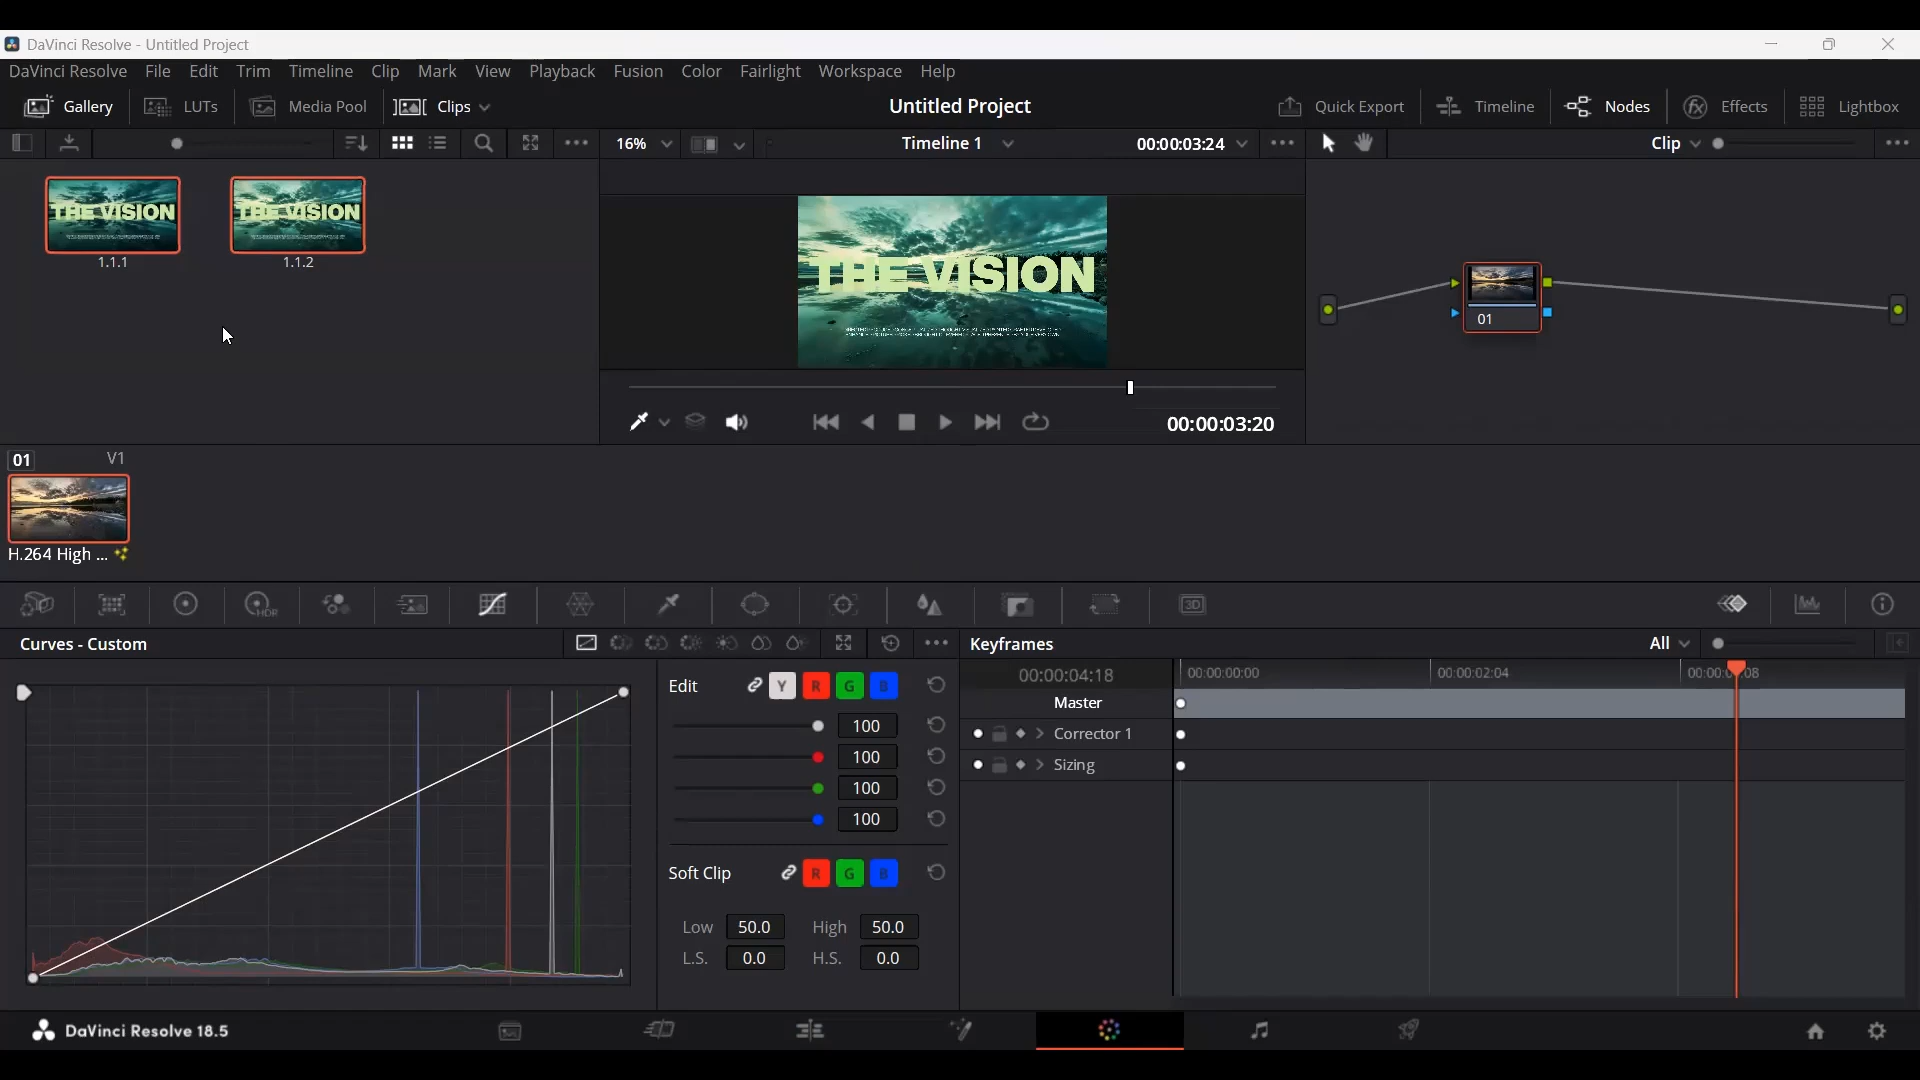 DaVinci Resolve - Untitled Project
DaVinci Resolve File Edit Trim Timeline Clip Mark View Playback Fusion Color Fairlight Workspace Help
Gallery LUTs Media Pool Clips Untitled Project Quick Export Timeline Nodes Effects Lightbox
16% Timeline 1 00:00:03:24 Clip
THE VISION THE VISION
1.1.1 1.1.2
THE VISION
01
00:00:03:20
01 V1
H.264 High ...
HDR 3D
Curves - Custom Keyframes All
Edit Y R G B 00:00:04:18 00:00:00:00 00:00:02:04 00:00: 08
Master
100 Corrector 1
100 Sizing
100
100
Soft Clip R G B
Low 50.0 High 50.0
L.S. 0.0 H.S. 0.0
DaVinci Resolve 18.5